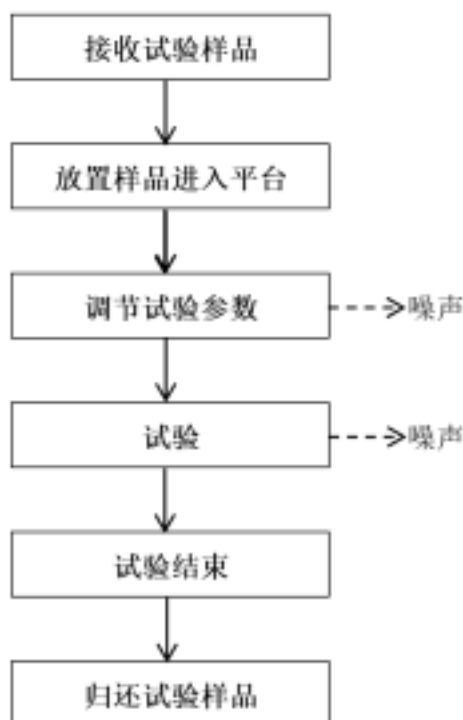 接收试验样品
放置样品进入平台
调节试验参数
噪声
试验
噪声
试验结束
归还试验样品